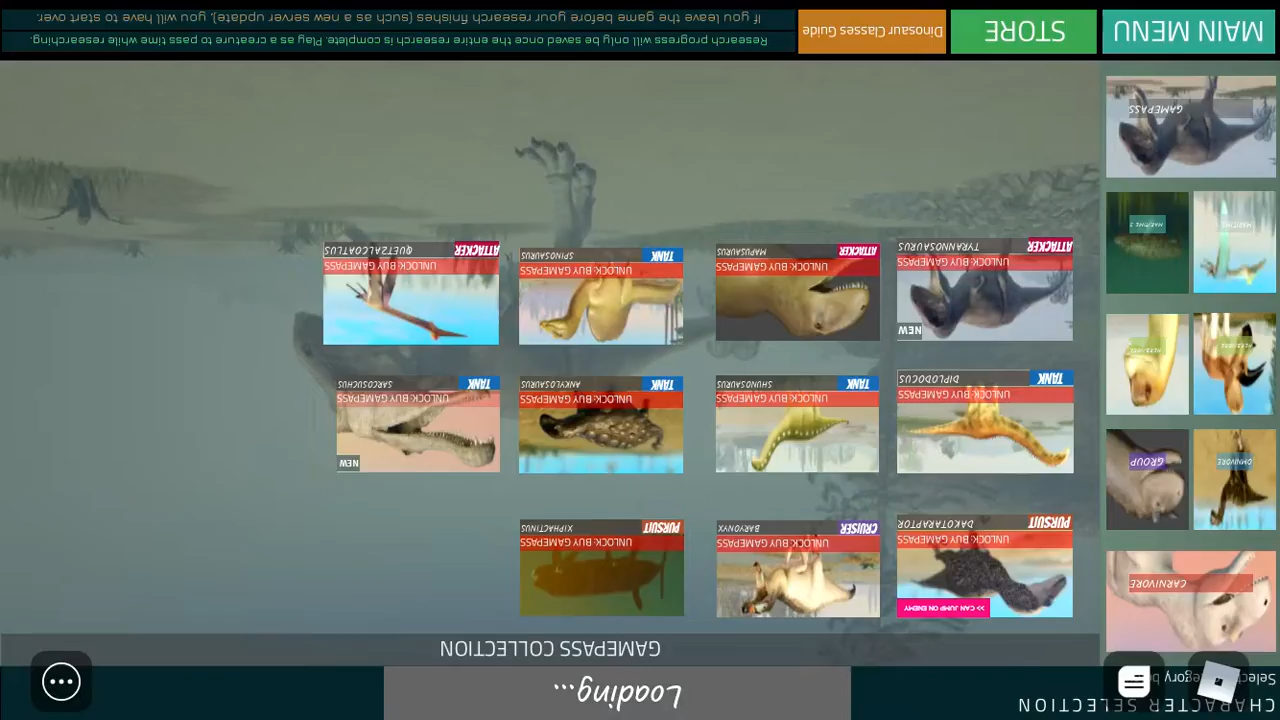 CHARACTER SELECTION
Loading...
GAMEPASS COLLECTION
CARNIVORE
GROUP
OMNIVORE
HERBIVORE
MARITIME 2
GAMEPASS
>> CAN JUMP ON ENEMY
UNLOCK: BUY GAMEPASS
DAKOTARAPTOR
PURSUIT
UNLOCK: BUY GAMEPASS
BARYONYX
CRUISER
UNLOCK: BUY GAMEPASS
XIPHACTINUS
PURSUIT
UNLOCK: BUY GAMEPASS
DIPLODOCUS
TANK
UNLOCK: BUY GAMEPASS
SHUNOSAURUS
TANK
UNLOCK: BUY GAMEPASS
ANKYLOSAURUS
TANK
NEW
UNLOCK: BUY GAMEPASS
SARCOSUCHUS
TANK
NEW
UNLOCK: BUY GAMEPASS
TYRANNOSAURUS
ATTACKER
UNLOCK: BUY GAMEPASS
MAPUSAURUS
ATTACKER
UNLOCK: BUY GAMEPASS
SPINOSAURUS
TANK
UNLOCK: BUY GAMEPASS
QUETZALCOATLUS
ATTACKER
MAIN MENU
STORE
Dinosaur Classes Guide
Research progress will only be saved once the entire research is complete. Play as a creature to pass time while researching.
If you leave the game before your research finishes (such as a new server update), you will have to start over.